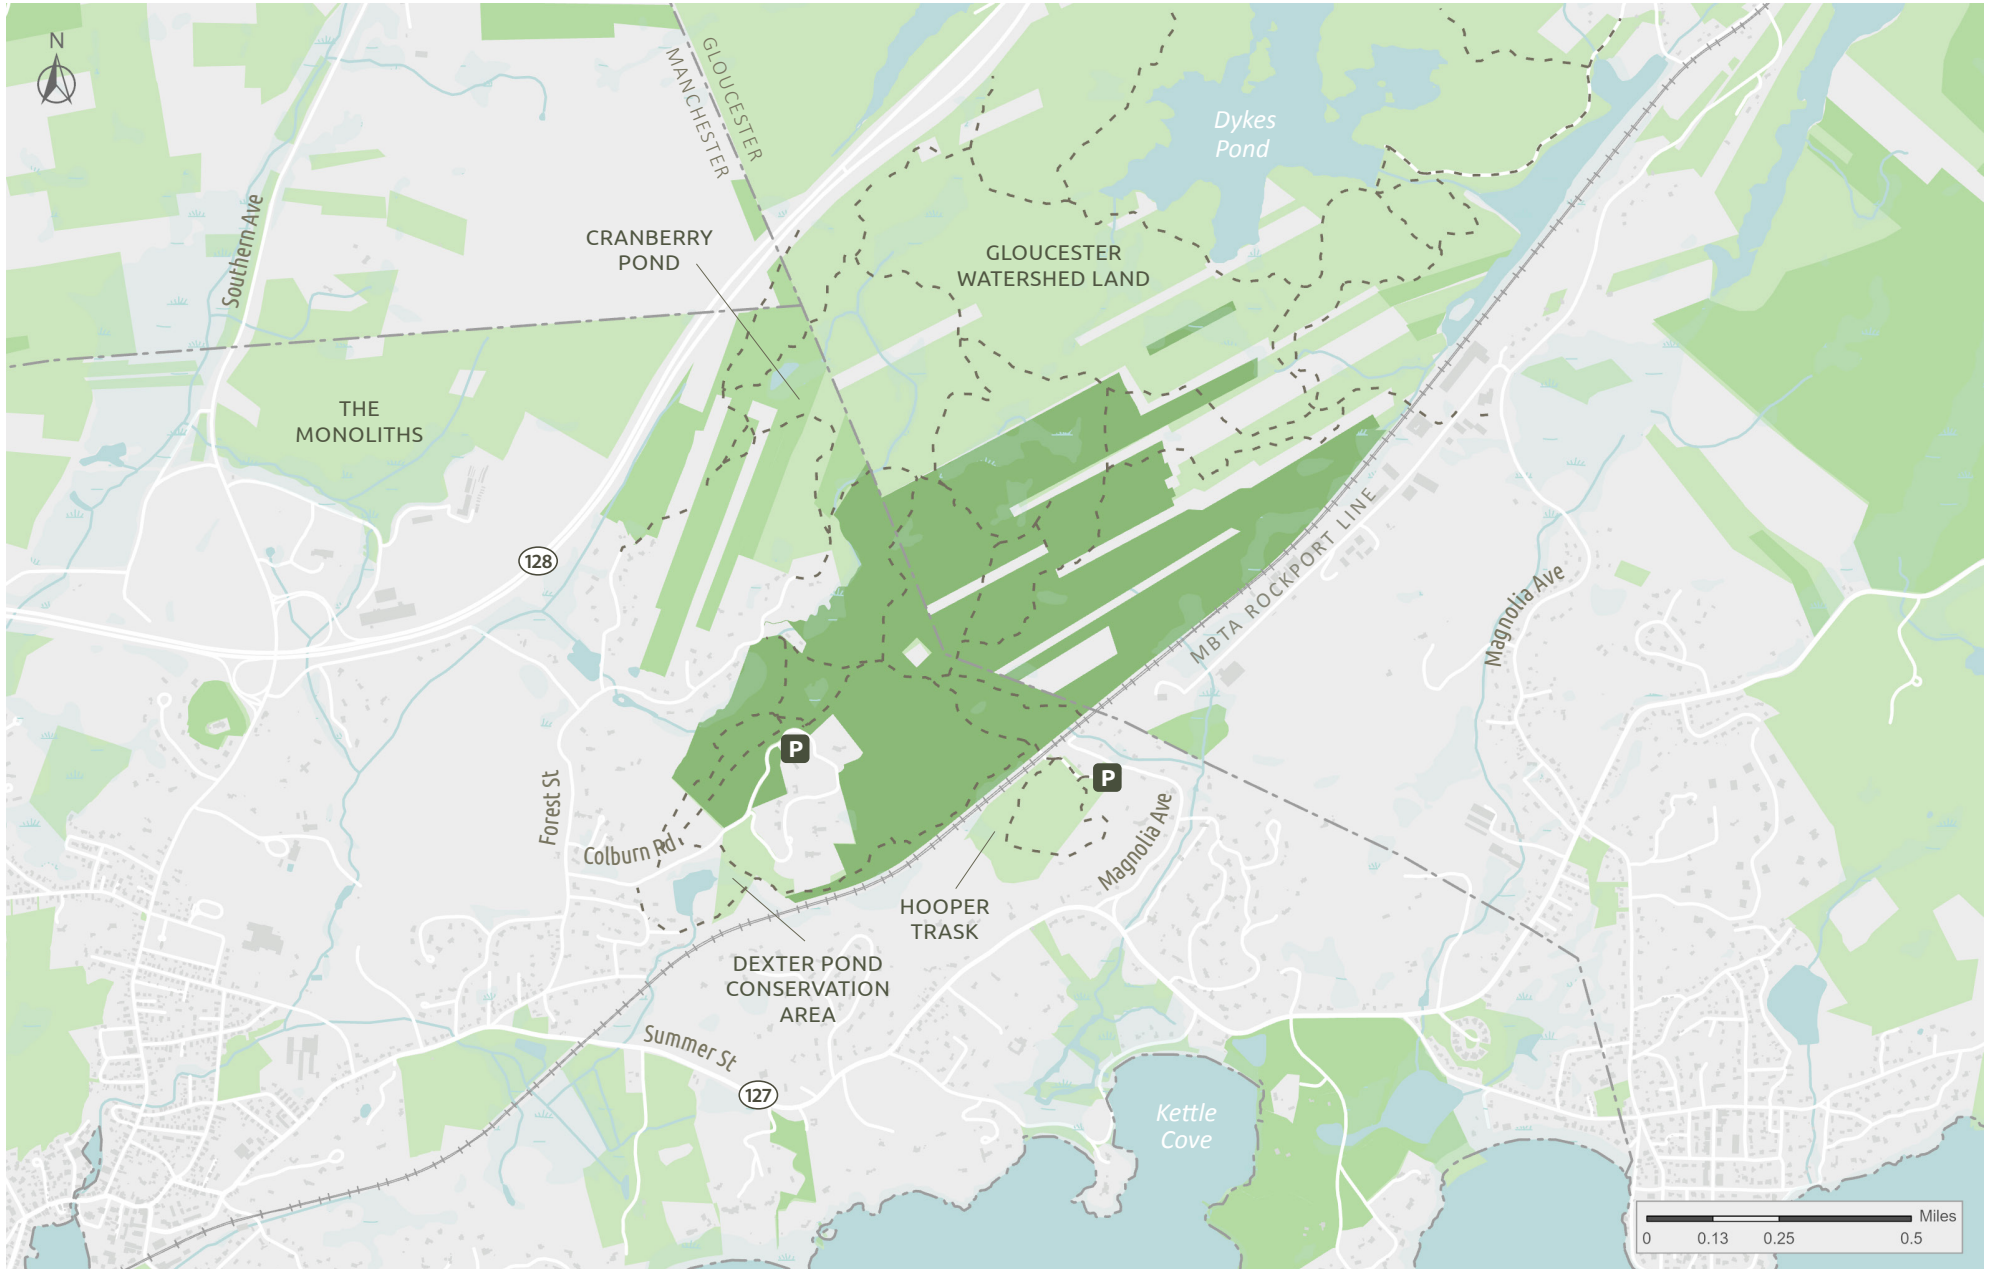 N
GLOUCESTER
MANCHESTER
Dykes
Pond
Southern Ave
CRANBERRY
POND
GLOUCESTER
WATERSHED LAND
THE
MONOLITHS
128
MBTA ROCKPORT LINE
Magnolia Ave
P
P
Forest St
Colburn Rd
Magnolia Ave
HOOPER
TRASK
DEXTER POND
CONSERVATION
AREA
Summer St
127
Kettle
Cove
Miles
0 0.13 0.25 0.5